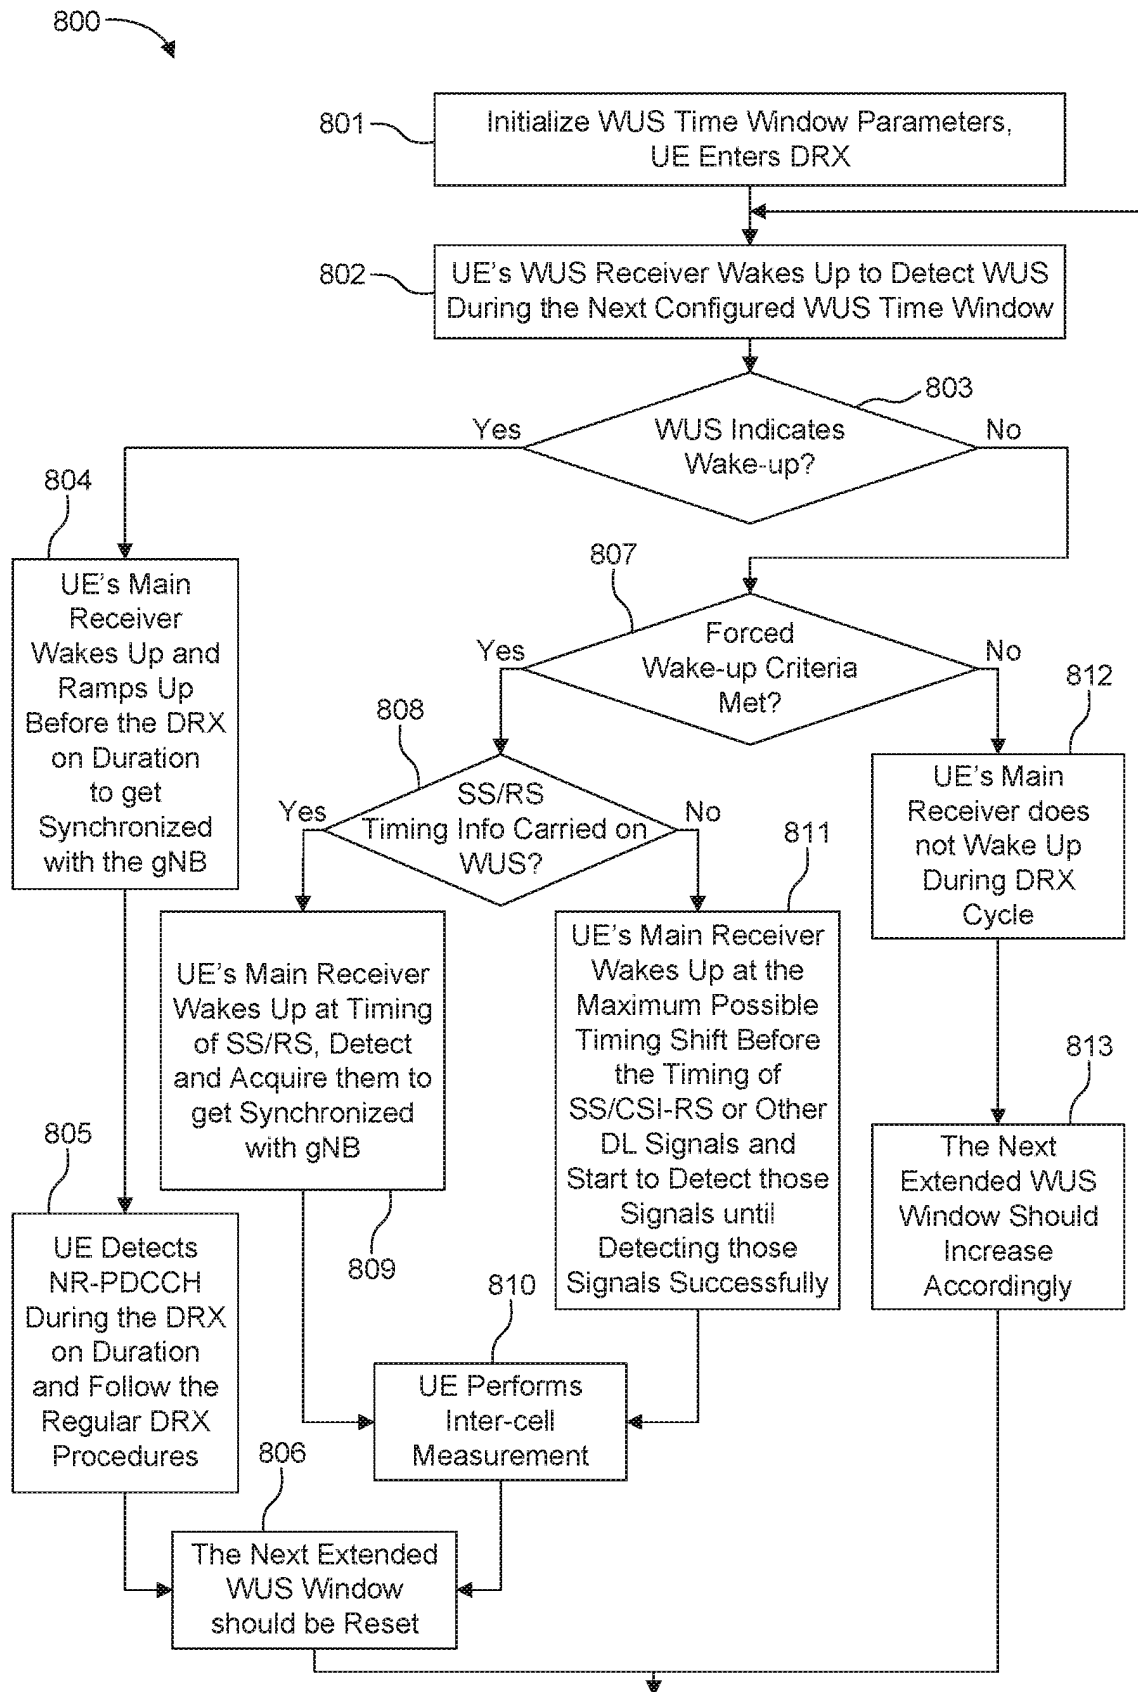 800
801
Initialize WUS Time Window Parameters,
UE Enters DRX
802
UE's WUS Receiver Wakes Up to Detect WUS
During the Next Configured WUS Time Window
803
WUS Indicates
Wake-up?
Yes
No
804
UE's Main
Receiver
Wakes Up and
Ramps Up
Before the DRX
on Duration
to get
Synchronized
with the gNB
807
Forced
Wake-up Criteria
Met?
Yes
No
808
SS/RS
Timing Info Carried on
WUS?
Yes
No
812
UE's Main
Receiver does
not Wake Up
During DRX
Cycle
811
UE's Main Receiver
Wakes Up at the
Maximum Possible
Timing Shift Before
the Timing of
SS/CSI-RS or Other
DL Signals and
Start to Detect those
Signals until
Detecting those
Signals Successfully
UE's Main Receiver
Wakes Up at Timing
of SS/RS, Detect
and Acquire them to
get Synchronized
with gNB
809
813
The Next
Extended WUS
Window Should
Increase
Accordingly
805
UE Detects
NR-PDCCH
During the DRX
on Duration
and Follow the
Regular DRX
Procedures
810
UE Performs
Inter-cell
Measurement
806
The Next Extended
WUS Window
should be Reset